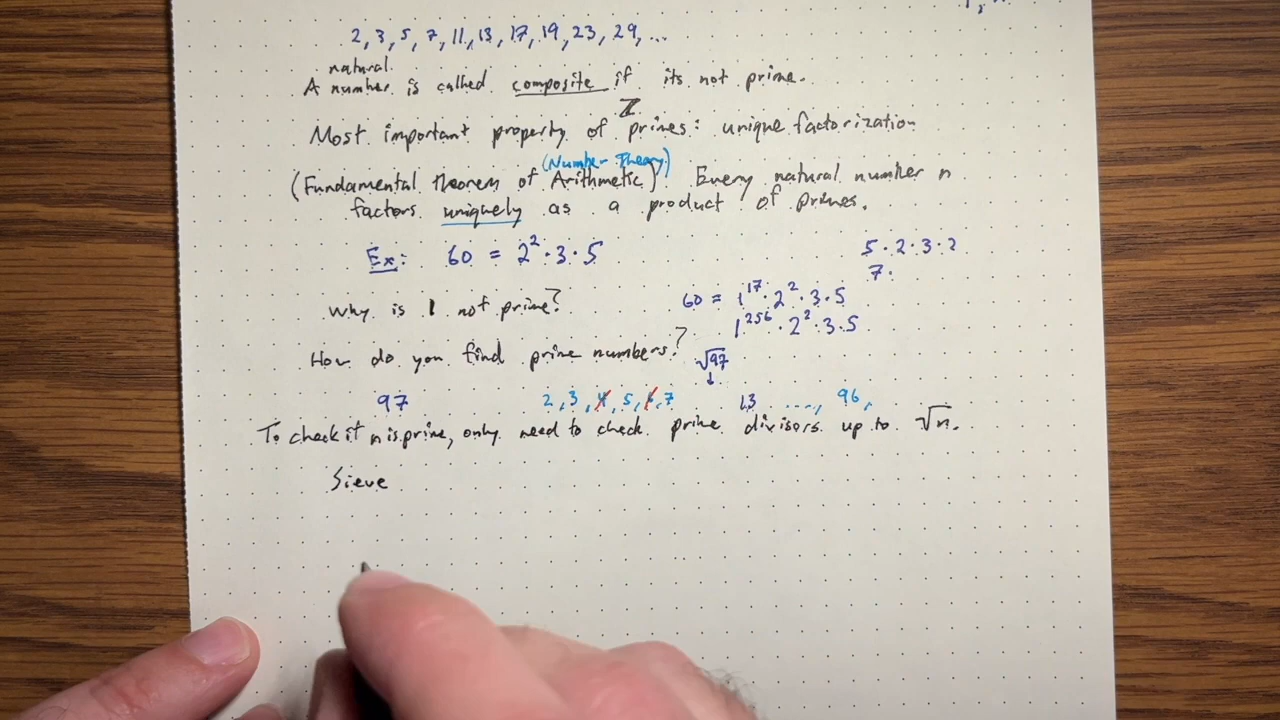 2, 3, 5, 7, 11, 13, 17, 19, 23, 29, ...
natural
A number is called composite if its not prime.
ℤ
Most important property of primes: unique factorization
(Number Theory)
(Fundamental theorem of Arithmetic) Every natural number n
factors uniquely as a product of primes.
Ex: 60 = 2²·3·5
5·2·3·2
7·
Why is 1 not prime?
60 = 1¹⁷·2²·3·5
1²⁵⁶·2²·3·5
How do you find prime numbers?
√97
↓
97 2, 3, 4, 5, 6, 7 13 ..., 96,
To check if n is prime, only need to check prime divisors up to √n.
Sieve